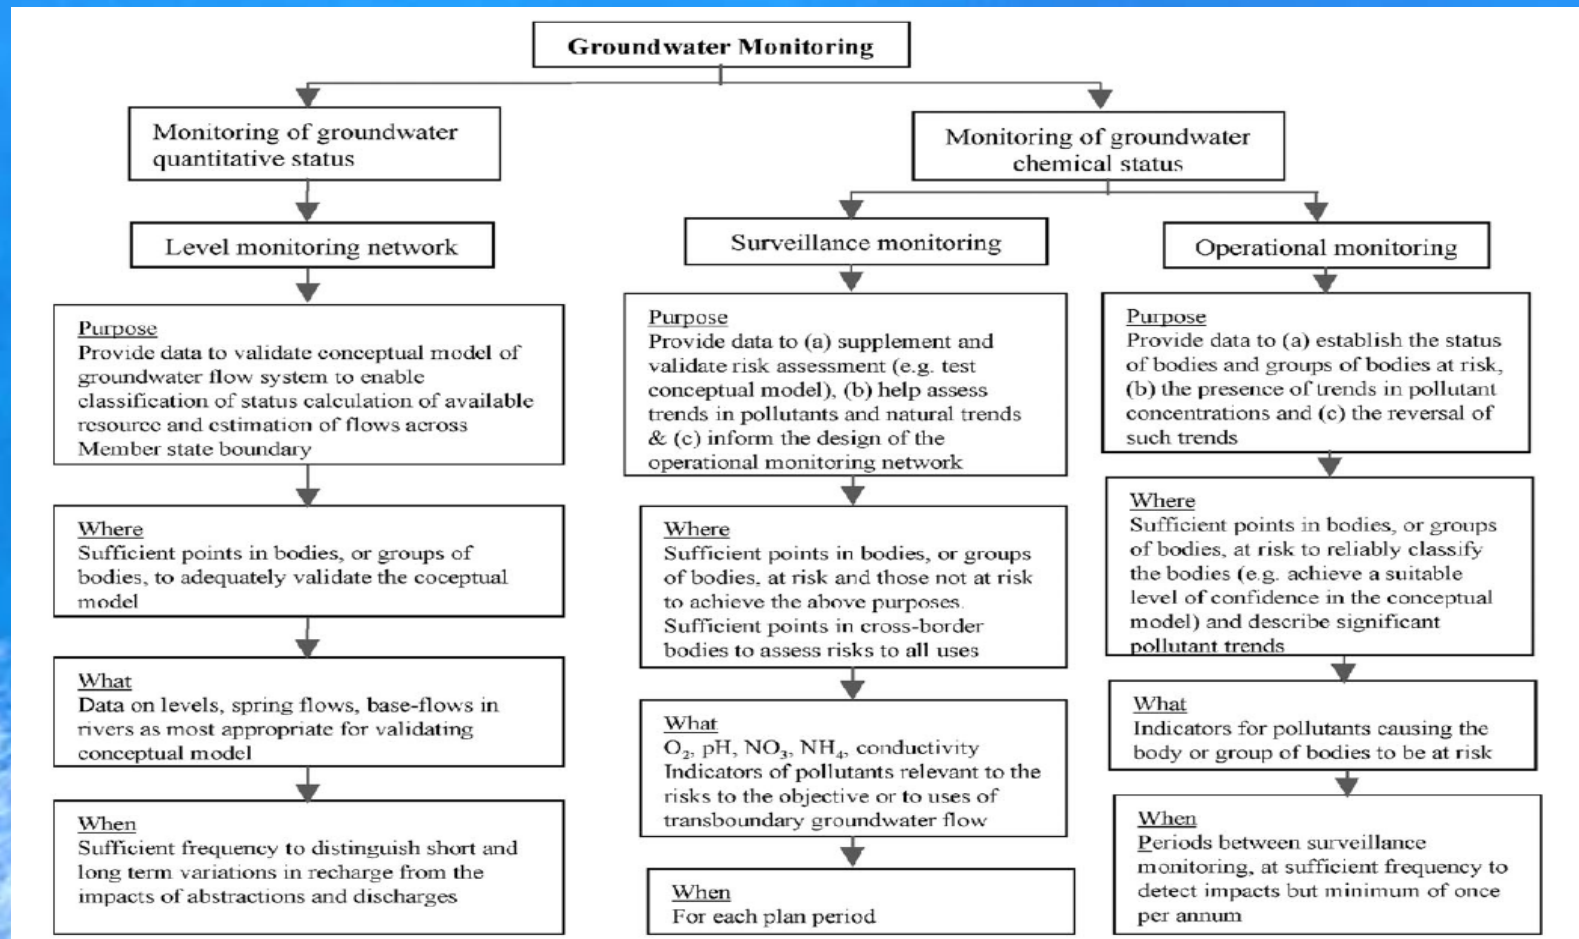 Groundwater Monitoring
Monitoring of groundwater
quantitative status
Level monitoring network
Purpose
Provide data to validate conceptual model of
groundwater flow system to enable
classification of status calculation of available
resource and estimation of flows across
Member state boundary
Where
Sufficient points in bodies, or groups of
bodies, to adequately validate the coceptual
model
What
Data on levels, spring flows, base-flows in
rivers as most appropriate for validating
conceptual model
When
Sufficient frequency to distinguish short and
long term variations in recharge from the
impacts of abstractions and discharges
Monitoring of groundwater
chemical status
Surveillance monitoring
Purpose
Provide data to (a) supplement and
validate risk assessment (e.g. test
conceptual model), (b) help assess
trends in pollutants and natural trends
& (c) inform the design of the
operational monitoring network
Where
Sufficient points in bodies, or groups
of bodies, at risk and those not at risk
to achieve the above purposes.
Sufficient points in cross-border
bodies to assess risks to all uses
What
O₂, pH, NO₃, NH₄, conductivity
Indicators of pollutants relevant to the
risks to the objective or to uses of
transboundary groundwater flow
When
For each plan period
Operational monitoring
Purpose
Provide data to (a) establish the status
of bodies and groups of bodies at risk,
(b) the presence of trends in pollutant
concentrations and (c) the reversal of
such trends
Where
Sufficient points in bodies, or groups
of bodies, at risk to reliably classify
the bodies (e.g. achieve a suitable
level of confidence in the conceptual
model) and describe significant
pollutant trends
What
Indicators for pollutants causing the
body or group of bodies to be at risk
When
Periods between surveillance
monitoring, at sufficient frequency to
detect impacts but minimum of once
per annum